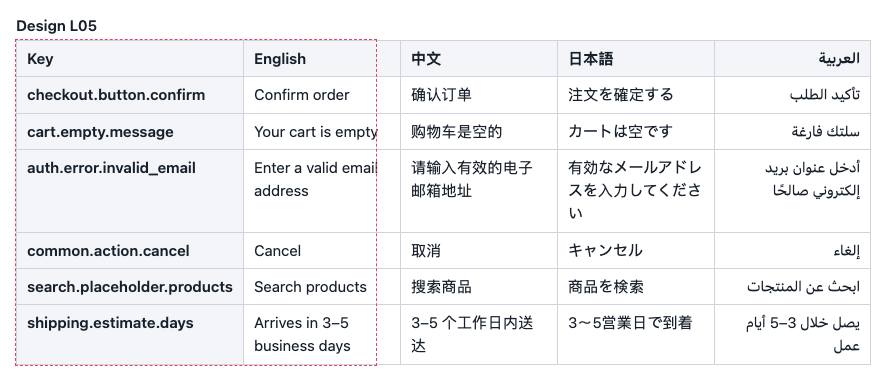 Design L05
Key English 中文 日本語 العربية
checkout.button.confirm Confirm order 确认订单 注文を確定する تأكيد الطلب
cart.empty.message Your cart is empty 购物车是空的 カートは空です سلتك فارغة
auth.error.invalid_email Enter a valid email 请输入有效的电子 有効なメールアドレ أدخل عنوان بريد
address 邮箱地址 スを入力してくださ إلكتروني صالحًا
い
common.action.cancel Cancel 取消 キャンセル إلغاء
search.placeholder.products Search products 搜索商品 商品を検索 ابحث عن المنتجات
shipping.estimate.days Arrives in 3–5 3–5 个工作日内送 3〜5営業日で到着 يصل خلال 3–5 أيام
business days 达 عمل